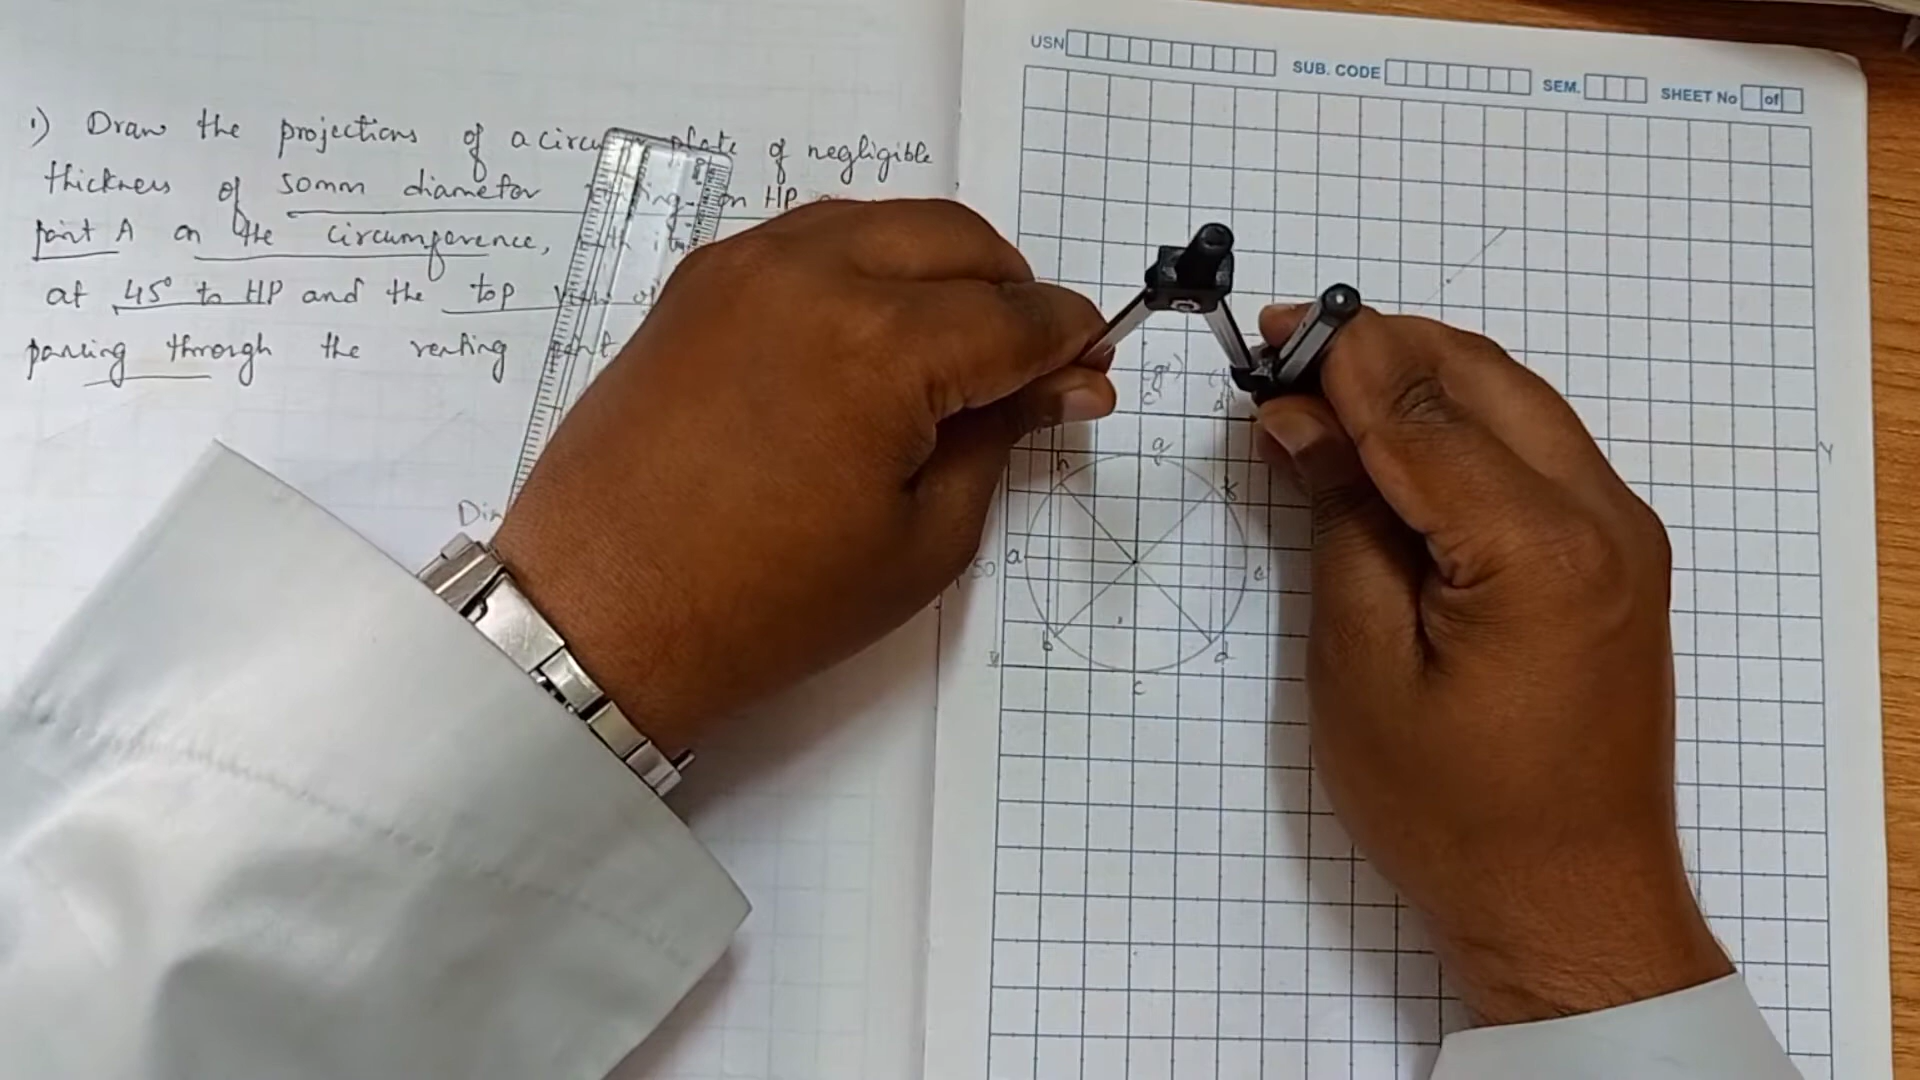 1) Draw the projections of a circu plate of negligible
thickness of 50mm diameter on HP
point A on the circumference,
at 45° to HP and the top
passing through the resting
Dim
USN
SUB. CODE
SEM.
SHEET No of
(g')
c'
d'
Y
h
g
f
a
e
50
b
d
c